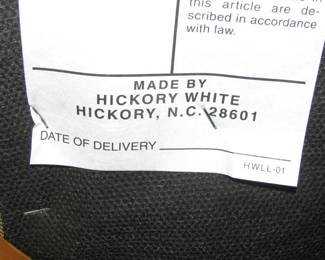 this article are de-
scribed in accordance
with law.
MADE BY
HICKORY WHITE
HICKORY, N.C. 28601
DATE OF DELIVERY
HWLL-01